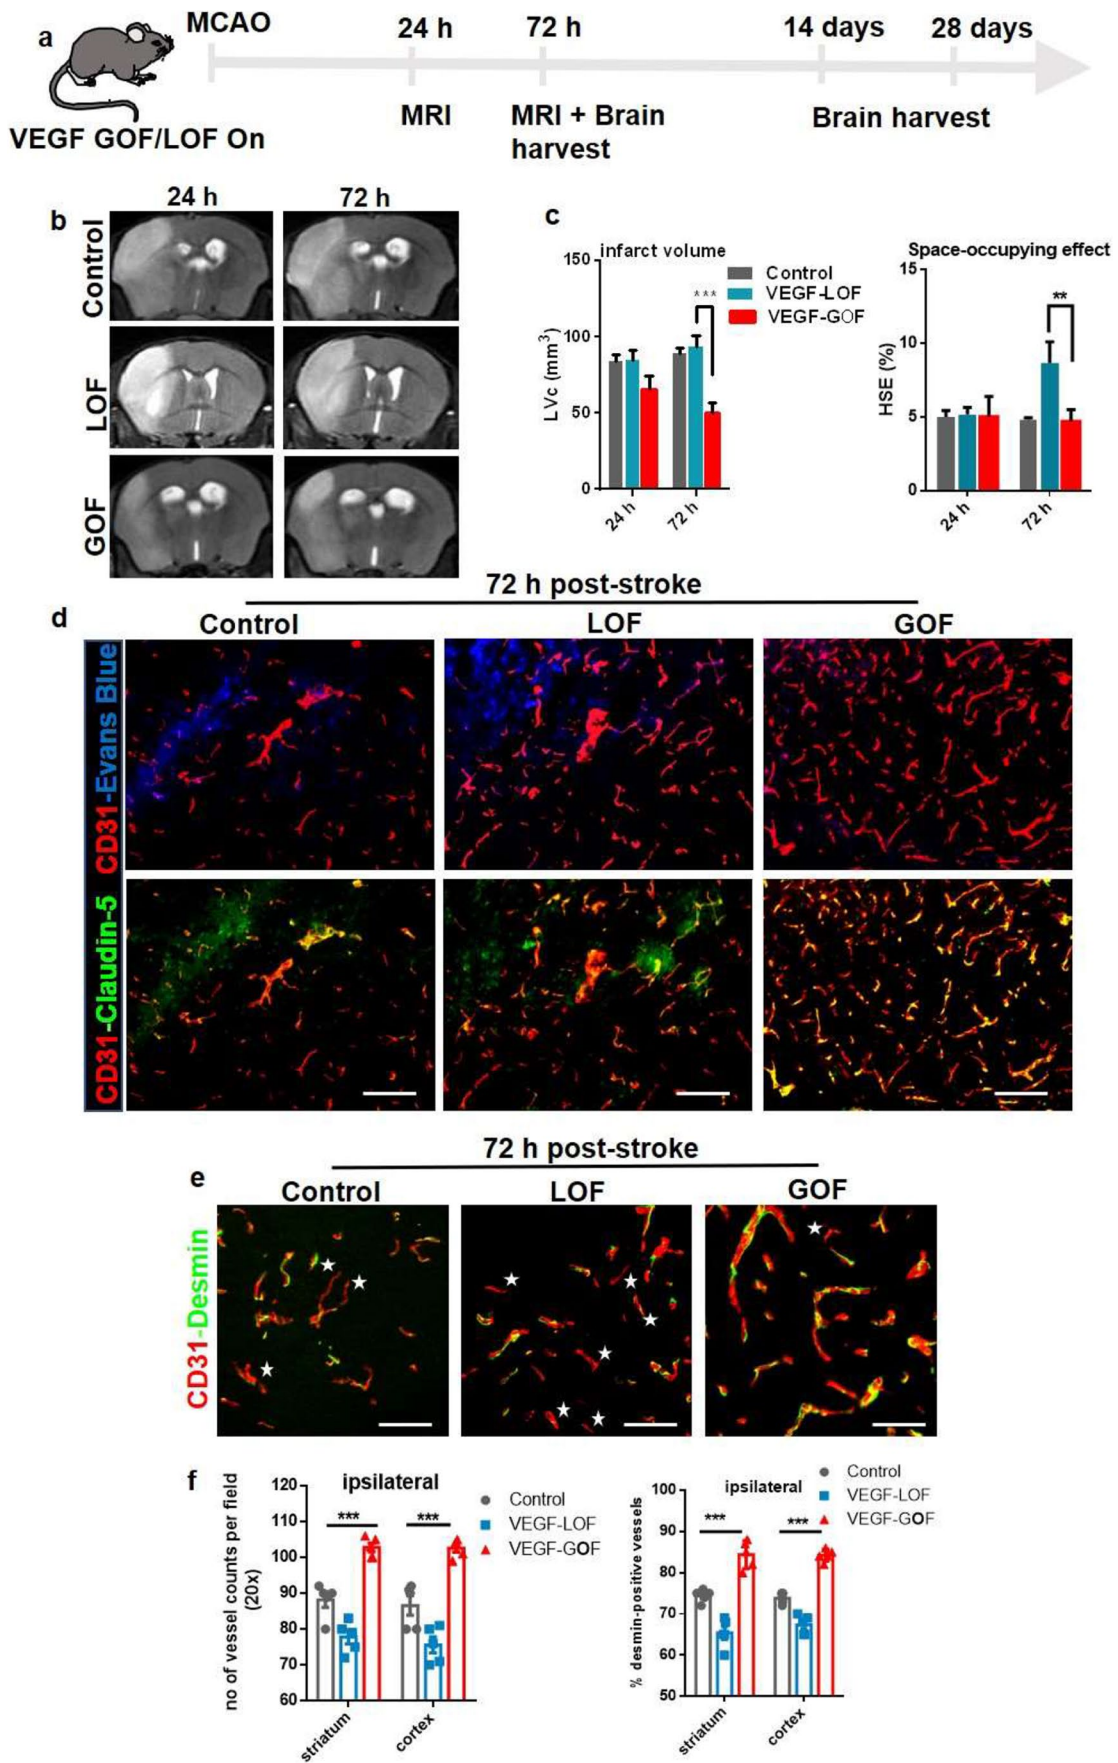 a
MCAO
24 h
72 h
14 days
28 days
MRI
MRI + Brain
harvest
Brain harvest
VEGF GOF/LOF On
b
24 h
72 h
Control
LOF
GOF
c
infarct volume
150
100
50
0
LVc (mm3)
***
24 h
72 h
Control
VEGF-LOF
VEGF-GOF
Space-occupying effect
15
10
5
0
HSE (%)
**
24 h
72 h
72 h post-stroke
d
Control
LOF
GOF
CD31-Evans Blue
CD31-Claudin-5
72 h post-stroke
e
Control
LOF
GOF
CD31-Desmin
f
ipsilateral
120
110
100
90
80
70
60
no of vessel counts per field
(20x)
***
***
striatum
cortex
Control
VEGF-LOF
VEGF-GOF
ipsilateral
100
90
80
70
60
50
% desmin-positive vessels
***
***
striatum
cortex
Control
VEGF-LOF
VEGF-GOF